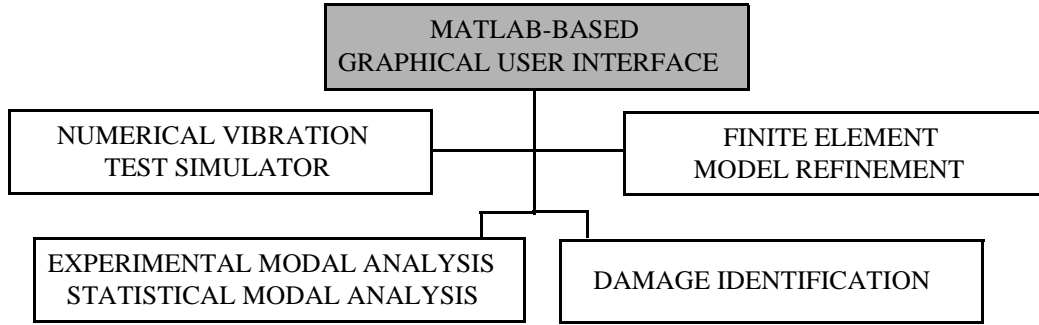 MATLAB-BASED
GRAPHICAL USER INTERFACE
NUMERICAL VIBRATION
TEST SIMULATOR
FINITE ELEMENT
MODEL REFINEMENT
EXPERIMENTAL MODAL ANALYSIS
STATISTICAL MODAL ANALYSIS
DAMAGE IDENTIFICATION